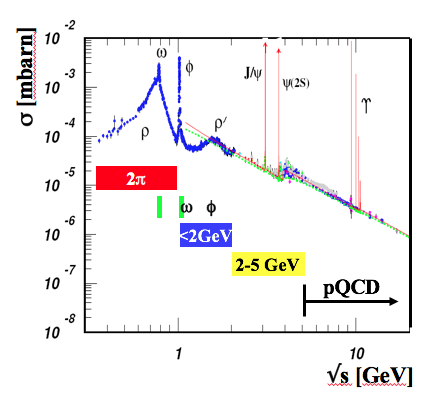 σ [mbarn]
10 -2
10 -3
10 -4
10 -5
10 -6
10 -7
10 -8
ω
ϕ
ρ
ρ′
J/ψ
ψ(2S)
ϒ
2π
ω ϕ
<2GeV
2-5 GeV
pQCD
1
10
√s [GeV]